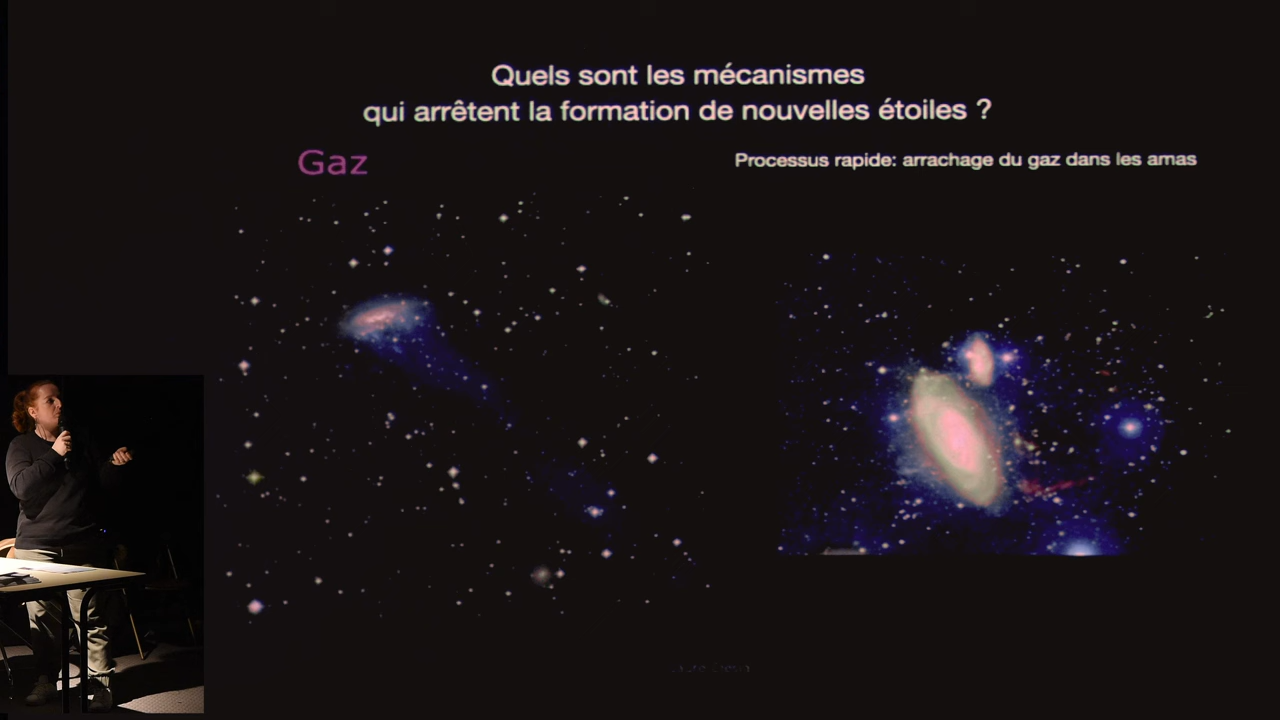 Quels sont les mécanismes
qui arrêtent la formation de nouvelles étoiles ?
Gaz
Processus rapide: arrachage du gaz dans les amas